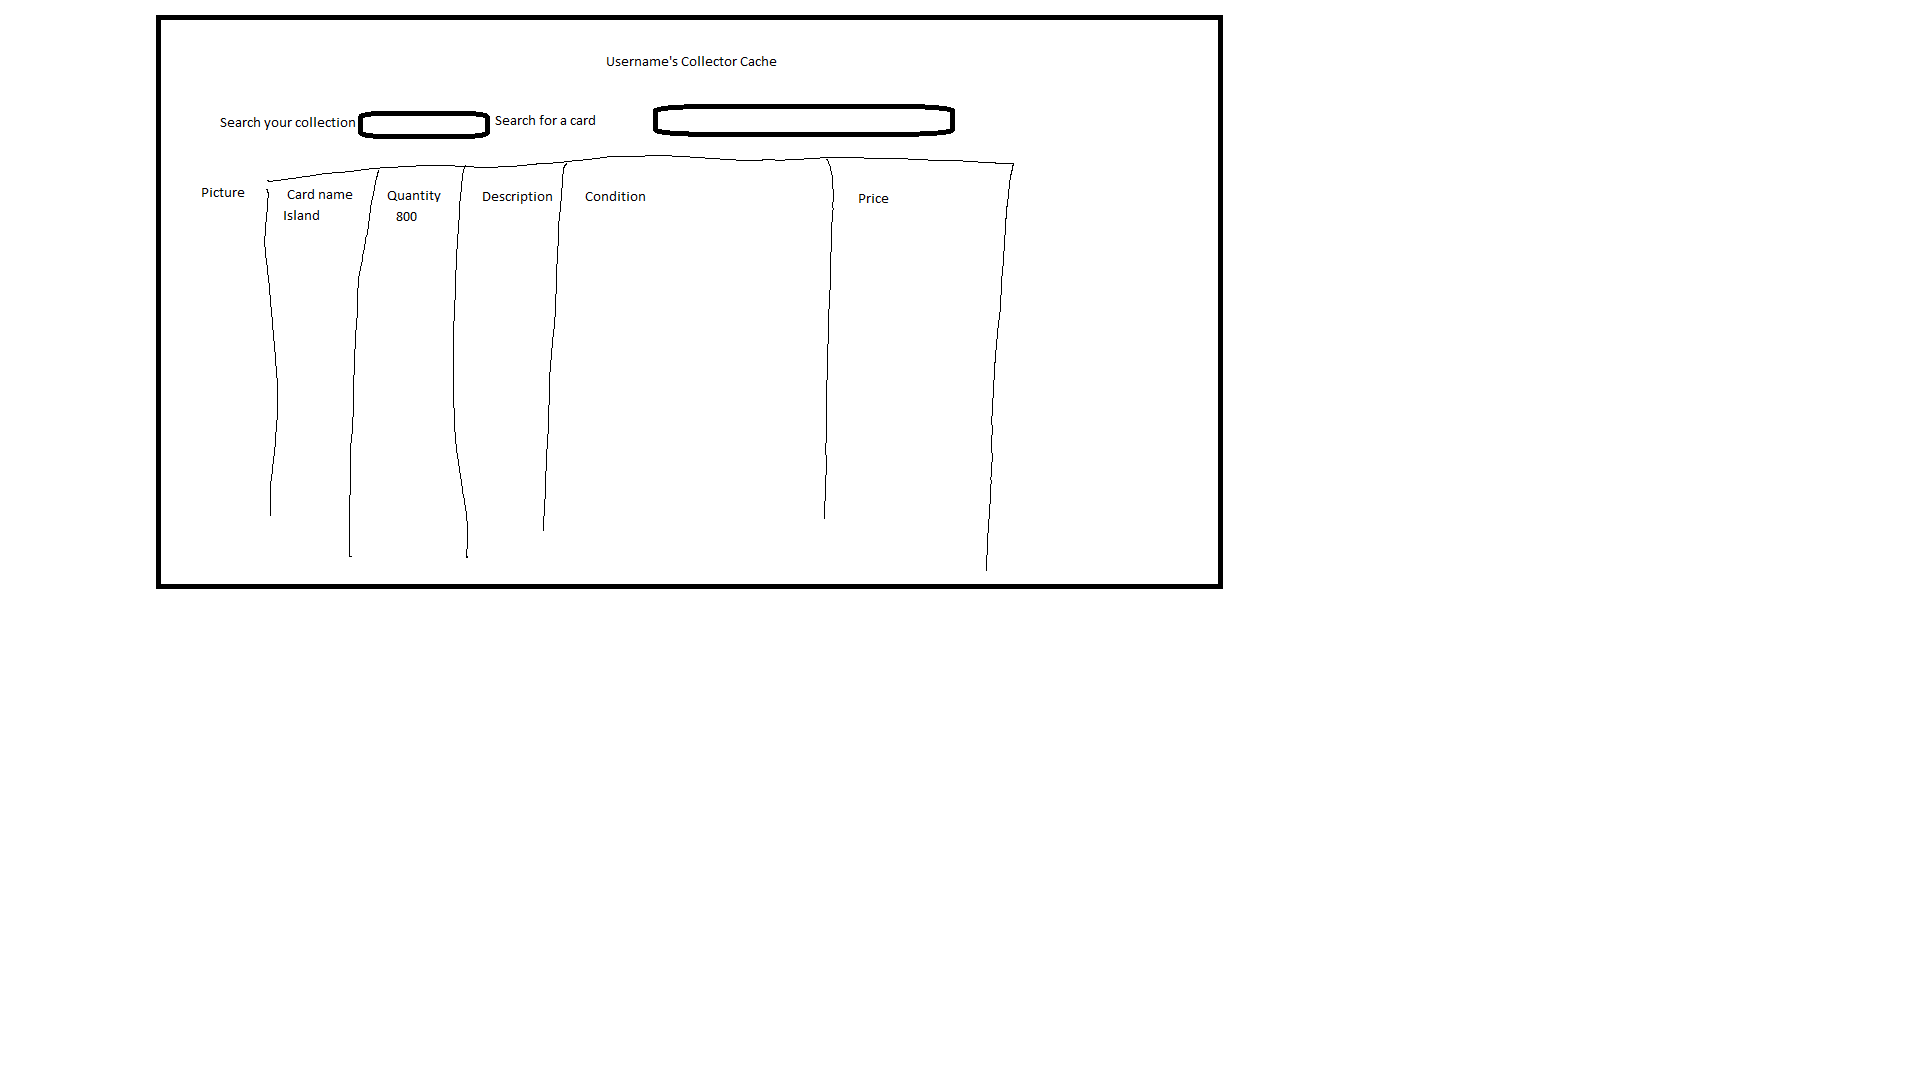 Username's Collector Cache
Search your collection Search for a card
Picture Card name Quantity Description Condition Price
Island 800